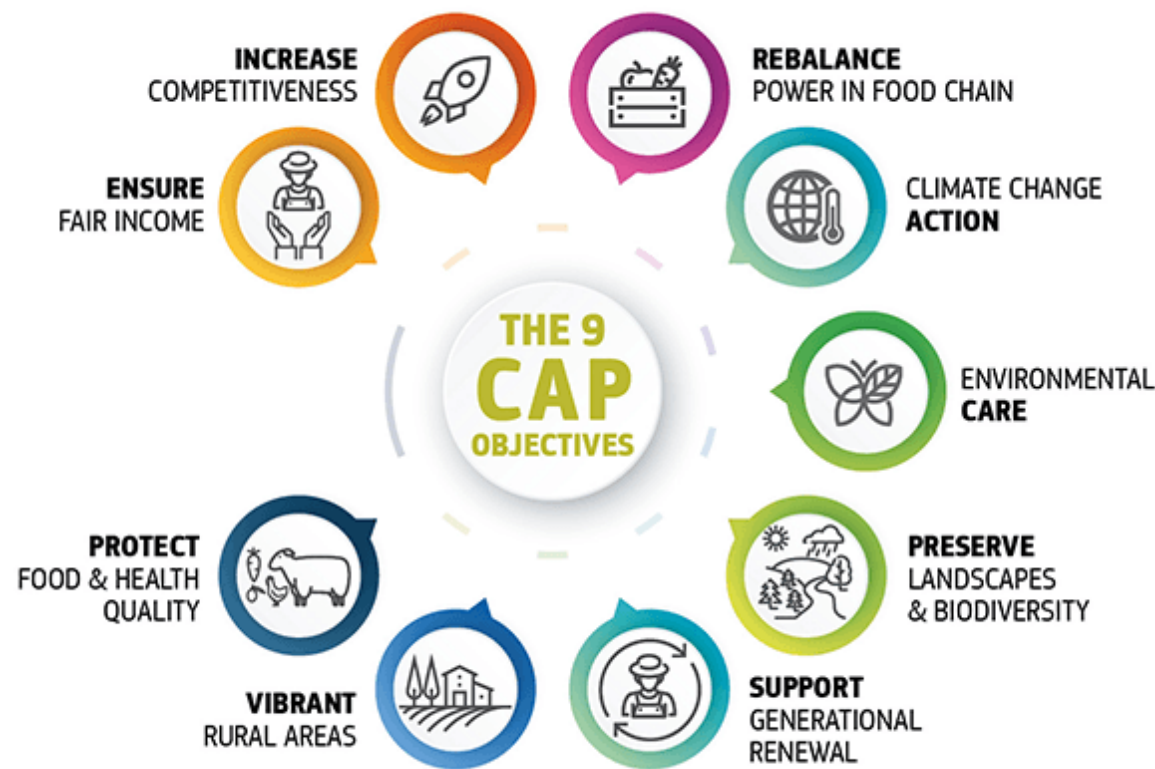 THE 9
CAP
OBJECTIVES
ENSURE
FAIR INCOME
INCREASE
COMPETITIVENESS
REBALANCE
POWER IN FOOD CHAIN
CLIMATE CHANGE
ACTION
ENVIRONMENTAL
CARE
PRESERVE
LANDSCAPES
& BIODIVERSITY
SUPPORT
GENERATIONAL
RENEWAL
VIBRANT
RURAL AREAS
PROTECT
FOOD & HEALTH
QUALITY